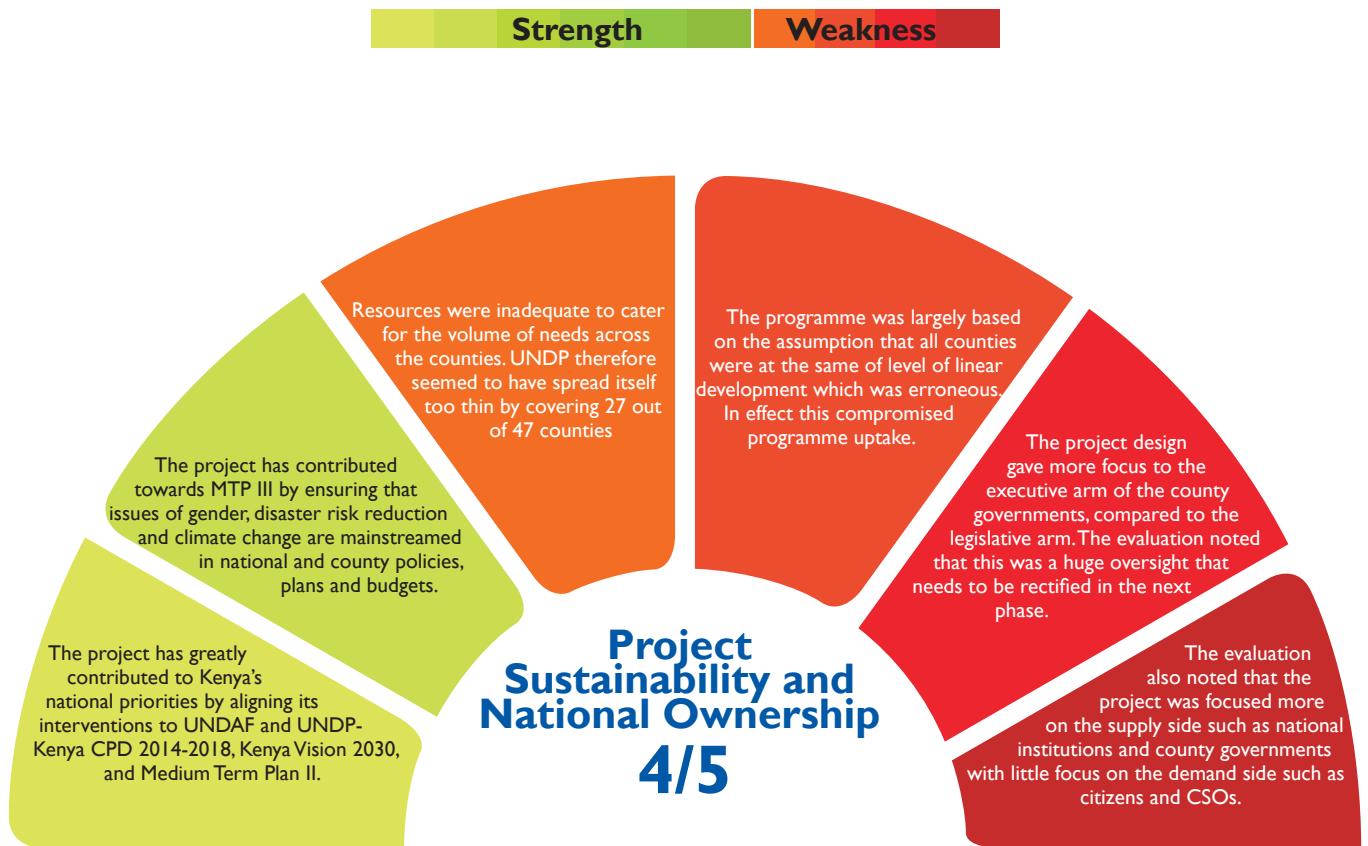 Strength
Weakness
The project has greatly
contributed to Kenya's
national priorities by aligning its
interventions to UNDAF and UNDP-
Kenya CPD 2014-2018, Kenya Vision 2030,
and Medium Term Plan II.
The project has contributed
towards MTP III by ensuring that
issues of gender, disaster risk reduction
and climate change are mainstreamed
in national and county policies,
plans and budgets.
Resources were inadequate to cater
for the volume of needs across
the counties. UNDP therefore
seemed to have spread itself
too thin by covering 27 out
of 47 counties
The programme was largely based
on the assumption that all counties
were at the same of level of linear
development which was erroneous.
In effect this compromised
programme uptake.
The project design
gave more focus to the
executive arm of the county
governments, compared to the
legislative arm. The evaluation noted
that this was a huge oversight that
needs to be rectified in the next
phase.
The evaluation
also noted that the
project was focused more
on the supply side such as national
institutions and county governments
with little focus on the demand side such as
citizens and CSOs.
Project
Sustainability and
National Ownership
4/5